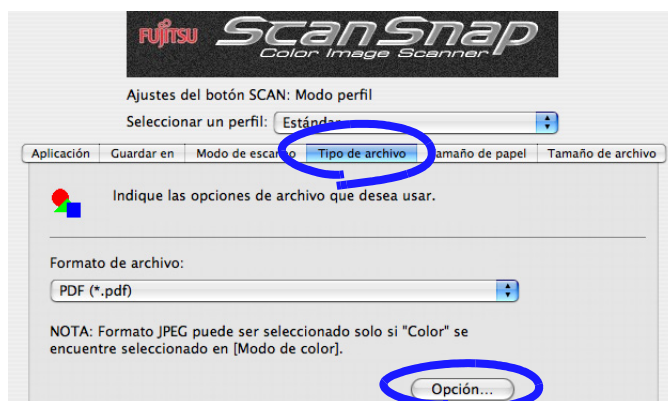 FUJITSU ScanSnap
Color Image Scanner
Ajustes del botón SCAN: Modo perfil
Seleccionar un perfil: Estándar
Aplicación Guardar en Modo de escaneo Tipo de archivo Tamaño de papel Tamaño de archivo
Indique las opciones de archivo que desea usar.
Formato de archivo:
PDF (*.pdf)
NOTA: Formato JPEG puede ser seleccionado solo si "Color" se
encuentre seleccionado en [Modo de color].
Opción...